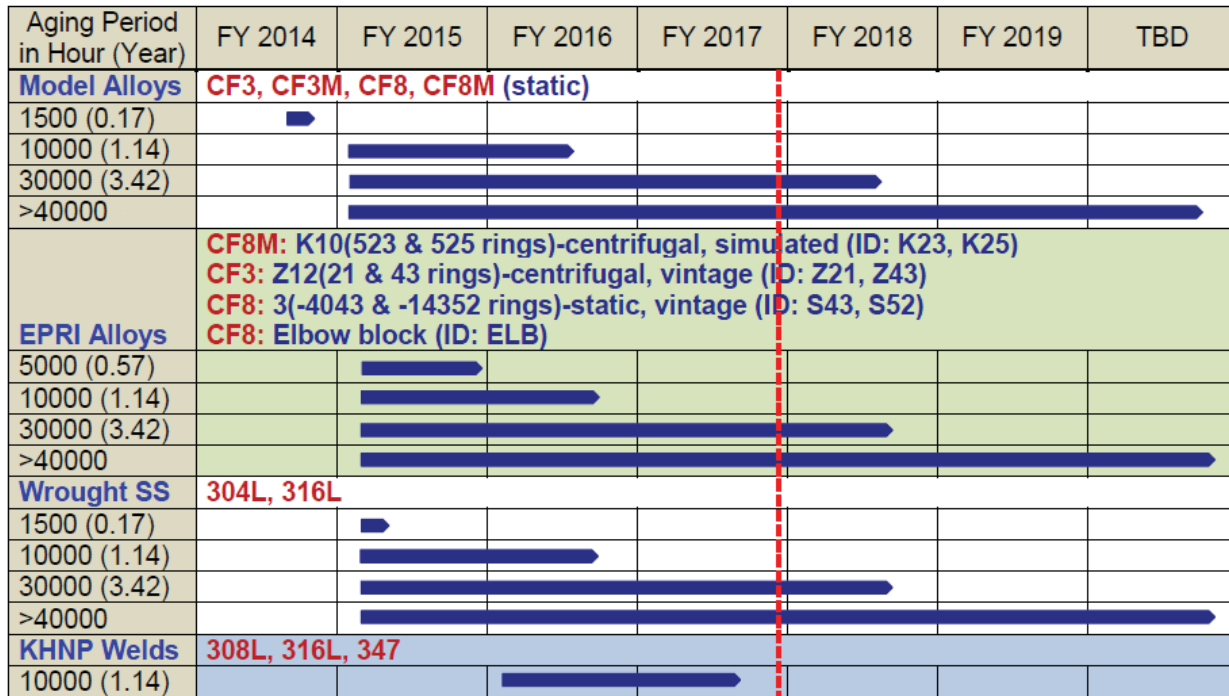 Aging Period in Hour (Year) FY 2014 FY 2015 FY 2016 FY 2017 FY 2018 FY 2019 TBD
Model Alloys CF3, CF3M, CF8, CF8M (static)
1500 (0.17)
10000 (1.14)
30000 (3.42)
>40000
CF8M: K10(523 & 525 rings)-centrifugal, simulated (ID: K23, K25)
CF3: Z12(21 & 43 rings)-centrifugal, vintage (ID: Z21, Z43)
CF8: 3(-4043 & -14352 rings)-static, vintage (ID: S43, S52)
EPRI Alloys CF8: Elbow block (ID: ELB)
5000 (0.57)
10000 (1.14)
30000 (3.42)
>40000
Wrought SS 304L, 316L
1500 (0.17)
10000 (1.14)
30000 (3.42)
>40000
KHNP Welds 308L, 316L, 347
10000 (1.14)